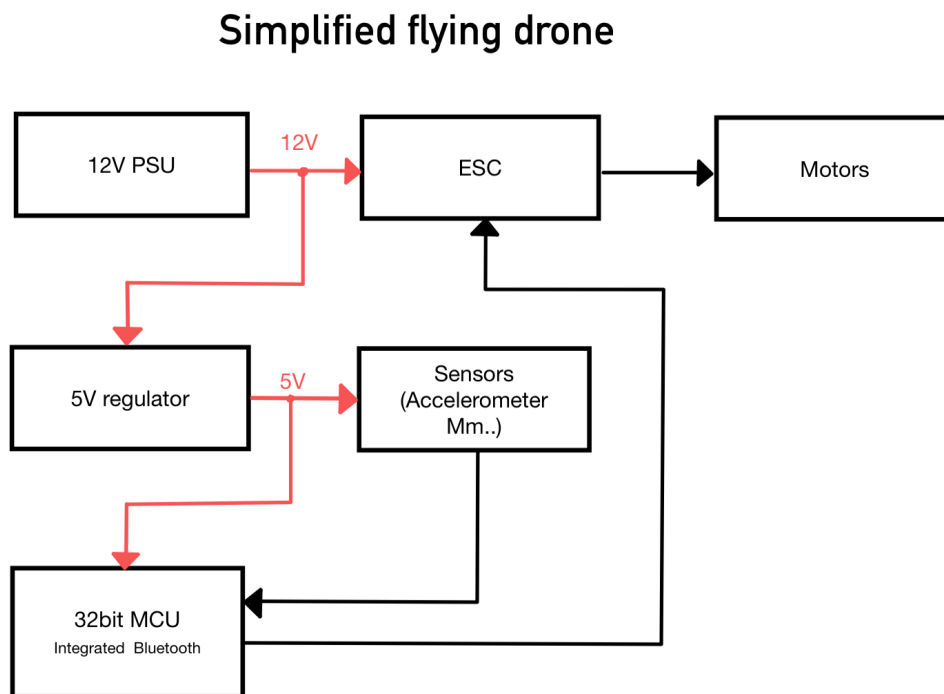 Simplified flying drone
12V PSU
12V
ESC
Motors
5V regulator
5V
Sensors
(Accelerometer
Mm..)
32bit MCU
Integrated Bluetooth